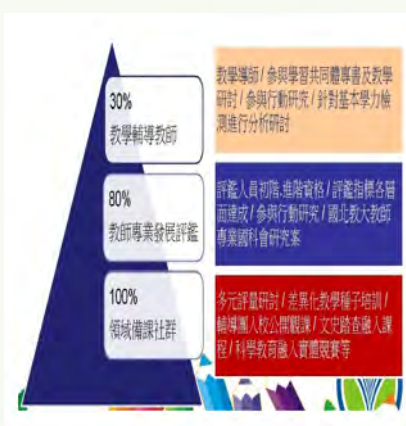 30%
教學輔導教師
教學導師/參與學習共同體專書及教學
研討/參與行動研究/針對基本學力檢
測進行分析研討
80%
教師專業發展評鑑
評鑑人員初階.進階資格/評鑑指標各層
面達成/參與行動研究/國北教大教師
專業國科會研究案
100%
領域備課社群
多元評量研討/差異化教學種子培訓/
輔導團入校公開觀課/文史踏查融入課
程/科學教育融入實體競賽等